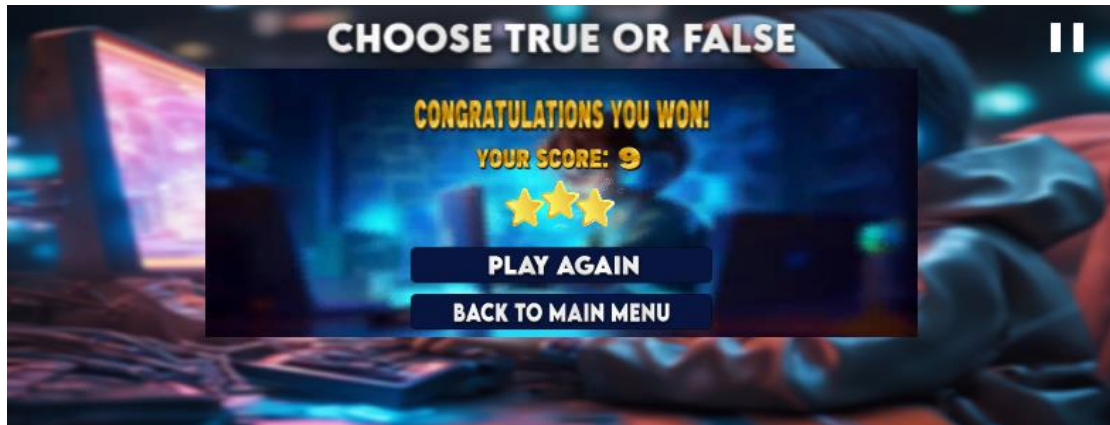 CHOOSE TRUE OR FALSE
CONGRATULATIONS YOU WON!
YOUR SCORE: 9
PLAY AGAIN
BACK TO MAIN MENU